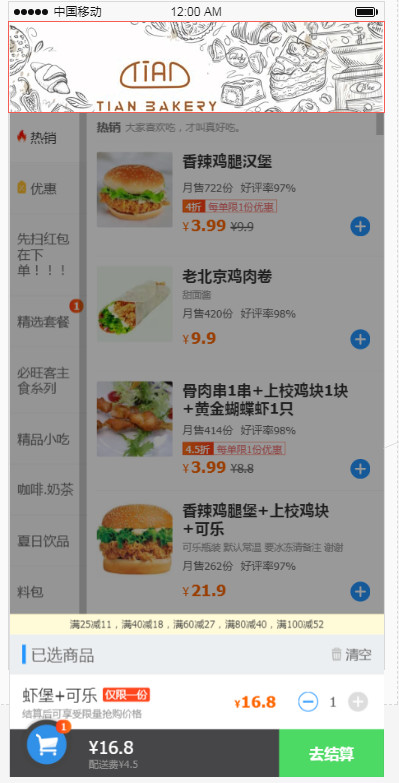 中国移动 12:00 AM
TIAN
TIAN BAKERY
热销
优惠
先扫红包
在下
单！！！
精选套餐
1
必旺客主
食系列
精品小吃
咖啡.奶茶
夏日饮品
料包
热销 大家喜欢吃，才叫真好吃。
香辣鸡腿汉堡
月售722份 好评率97%
4折 每单限1份优惠
¥3.99 ¥9.9
老北京鸡肉卷
甜面酱
月售420份 好评率98%
¥9.9
骨肉串1串+上校鸡块1块
+黄金蝴蝶虾1只
月售414份 好评率97%
4.5折 每单限1份优惠
¥3.99 ¥8.8
香辣鸡腿堡+上校鸡块
+可乐
可乐瓶装 默认常温 要冰冻请备注 谢谢
月售262份 好评率97%
¥21.9
满25减11，满40减18，满60减27，满80减40，满100减52
已选商品 清空
虾堡+可乐 仅限一份
结算后可享受限量抢购价格
¥16.8 1
1
¥16.8
配送费¥4.5
去结算